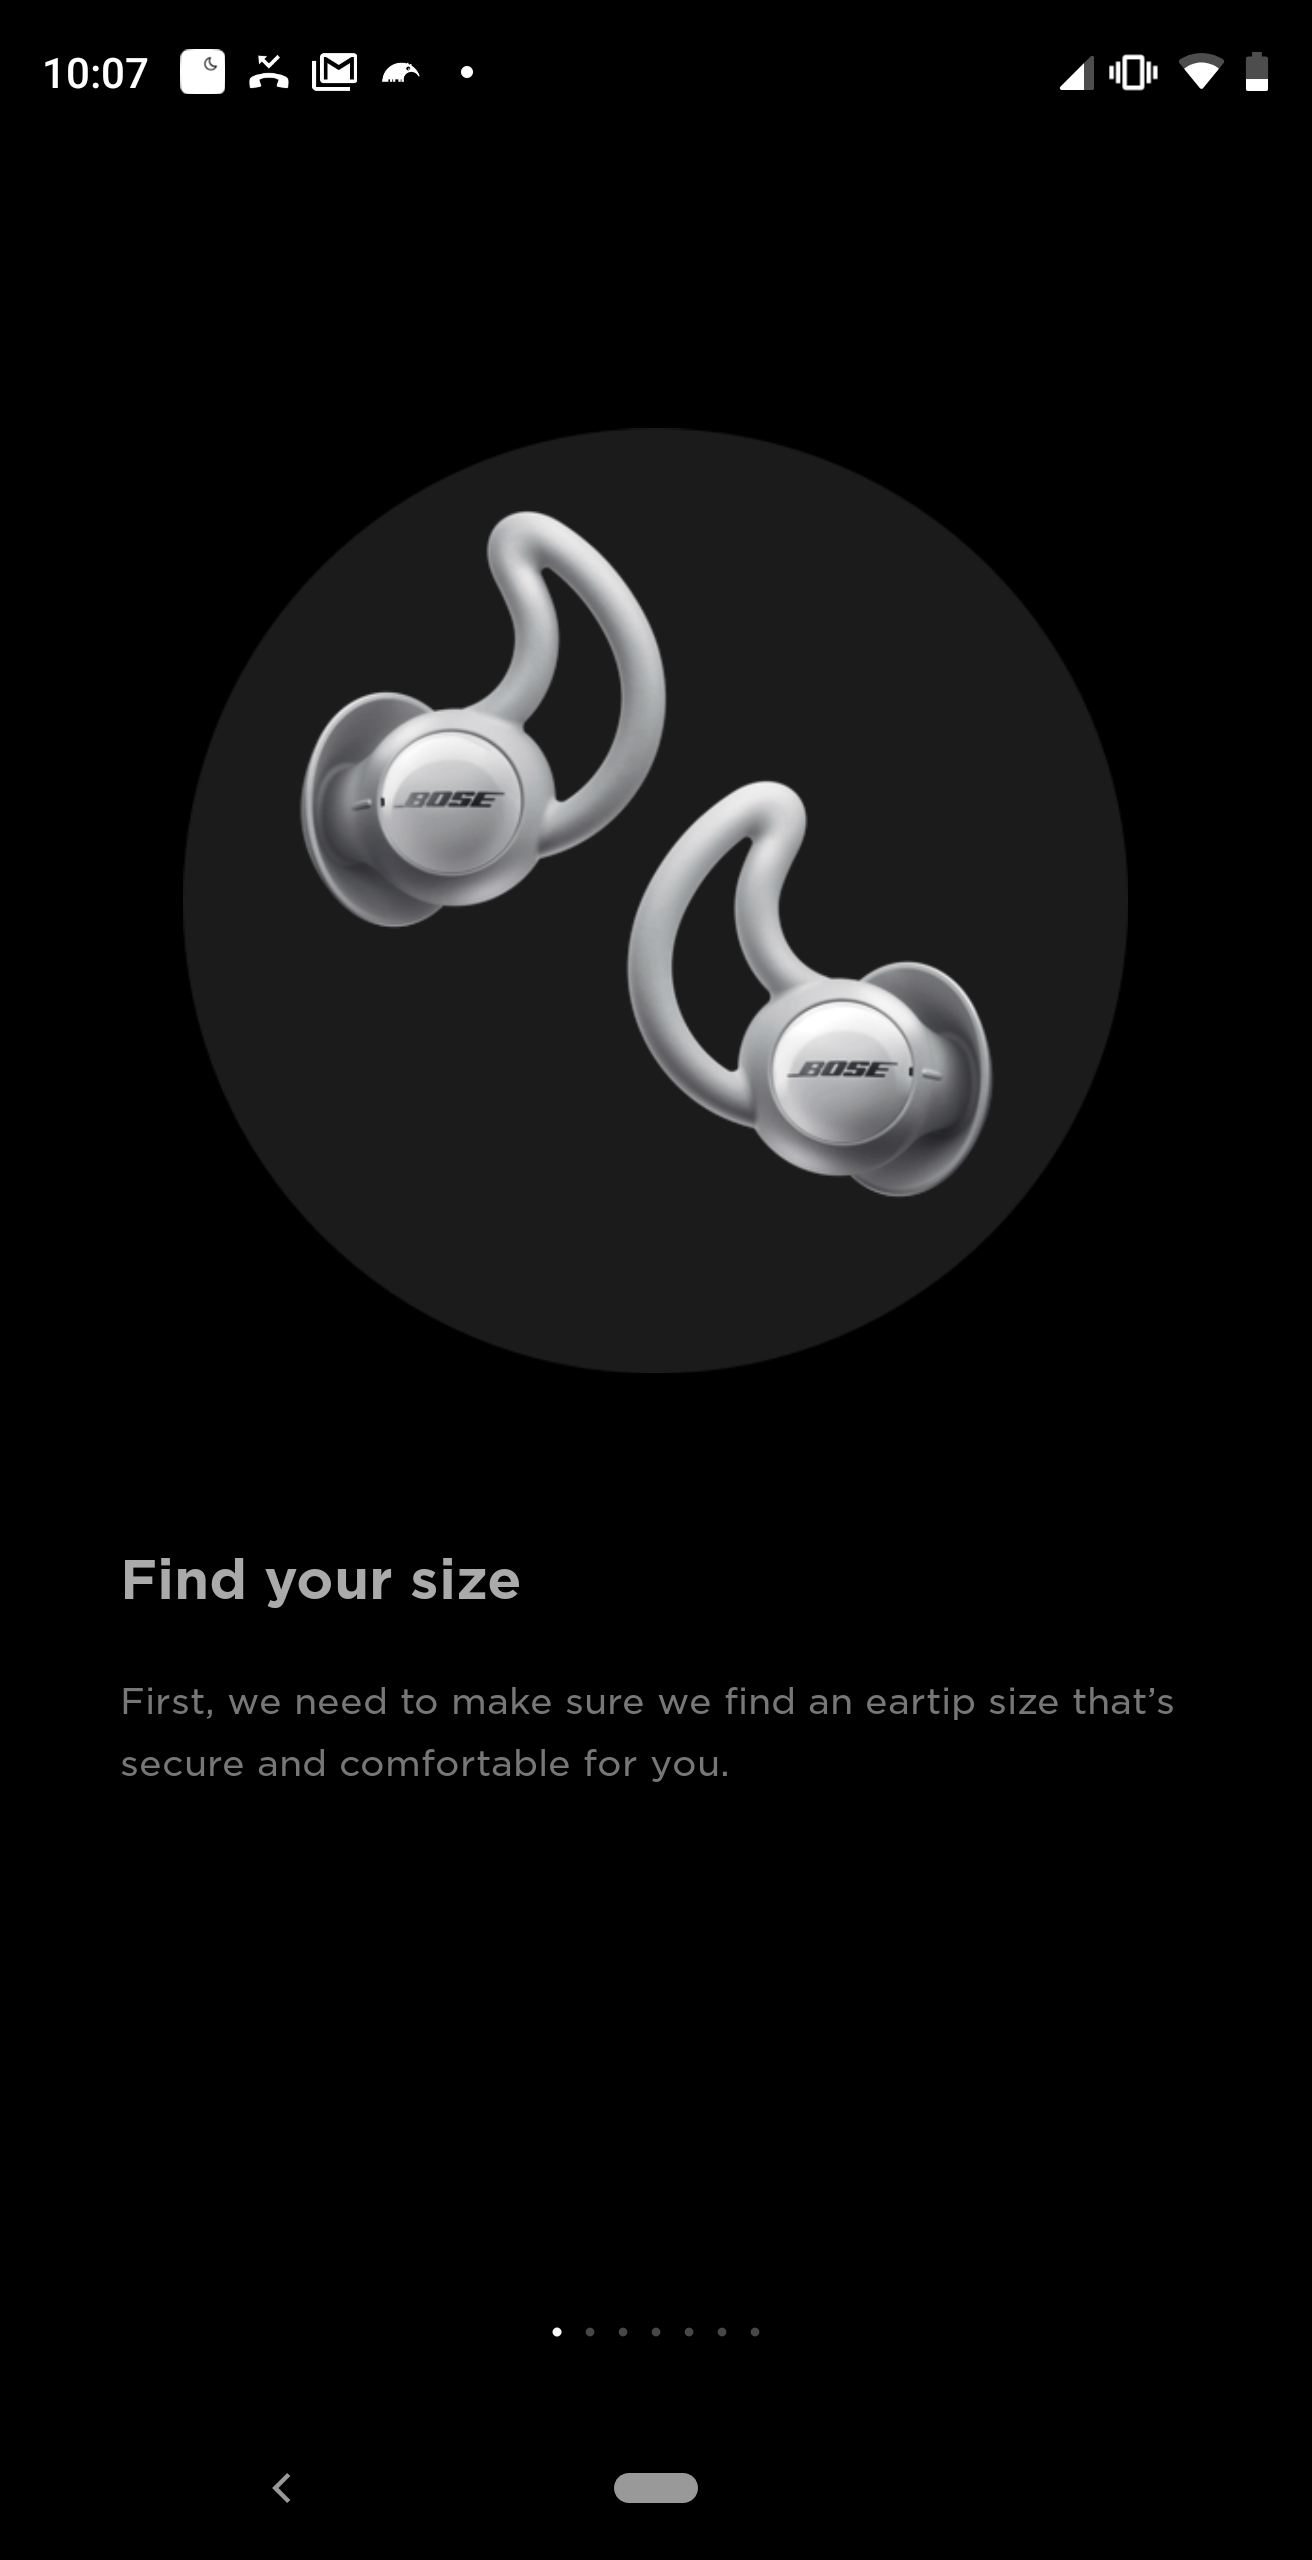 10:07
BOSE
BOSE
Find your size
First, we need to make sure we find an eartip size that’s
secure and comfortable for you.